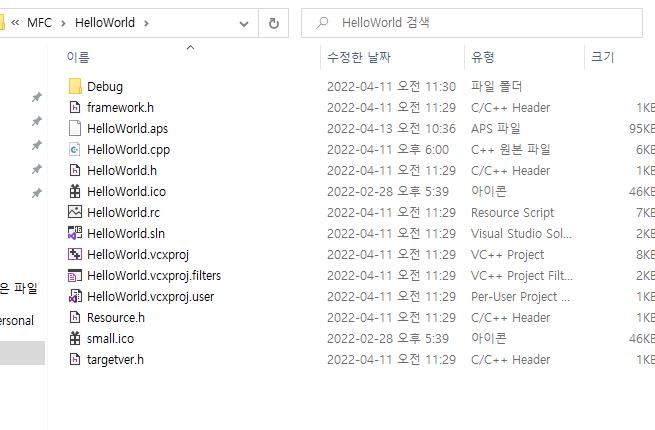 « MFC > HelloWorld >
HelloWorld 검색
이름 수정한 날짜 유형 크기
Debug 2022-04-11 오전 11:30 파일 폴더
framework.h 2022-04-11 오전 11:29 C/C++ Header 1KB
HelloWorld.aps 2022-04-13 오전 10:36 APS 파일 95KB
HelloWorld.cpp 2022-04-11 오후 6:00 C++ 원본 파일 6KB
HelloWorld.h 2022-04-11 오전 11:29 C/C++ Header 1KB
HelloWorld.ico 2022-02-28 오후 5:39 아이콘 46KB
HelloWorld.rc 2022-04-11 오전 11:29 Resource Script 7KB
HelloWorld.sln 2022-04-11 오전 11:29 Visual Studio Sol... 2KB
HelloWorld.vcxproj 2022-04-11 오전 11:29 VC++ Project 8KB
HelloWorld.vcxproj.filters 2022-04-11 오전 11:29 VC++ Project Filt... 2KB
은 파일
HelloWorld.vcxproj.user 2022-04-11 오전 11:29 Per-User Project ... 1KB
ersonal
Resource.h 2022-04-11 오전 11:29 C/C++ Header 1KB
small.ico 2022-02-28 오후 5:39 아이콘 46KB
targetver.h 2022-04-11 오전 11:29 C/C++ Header 1KB